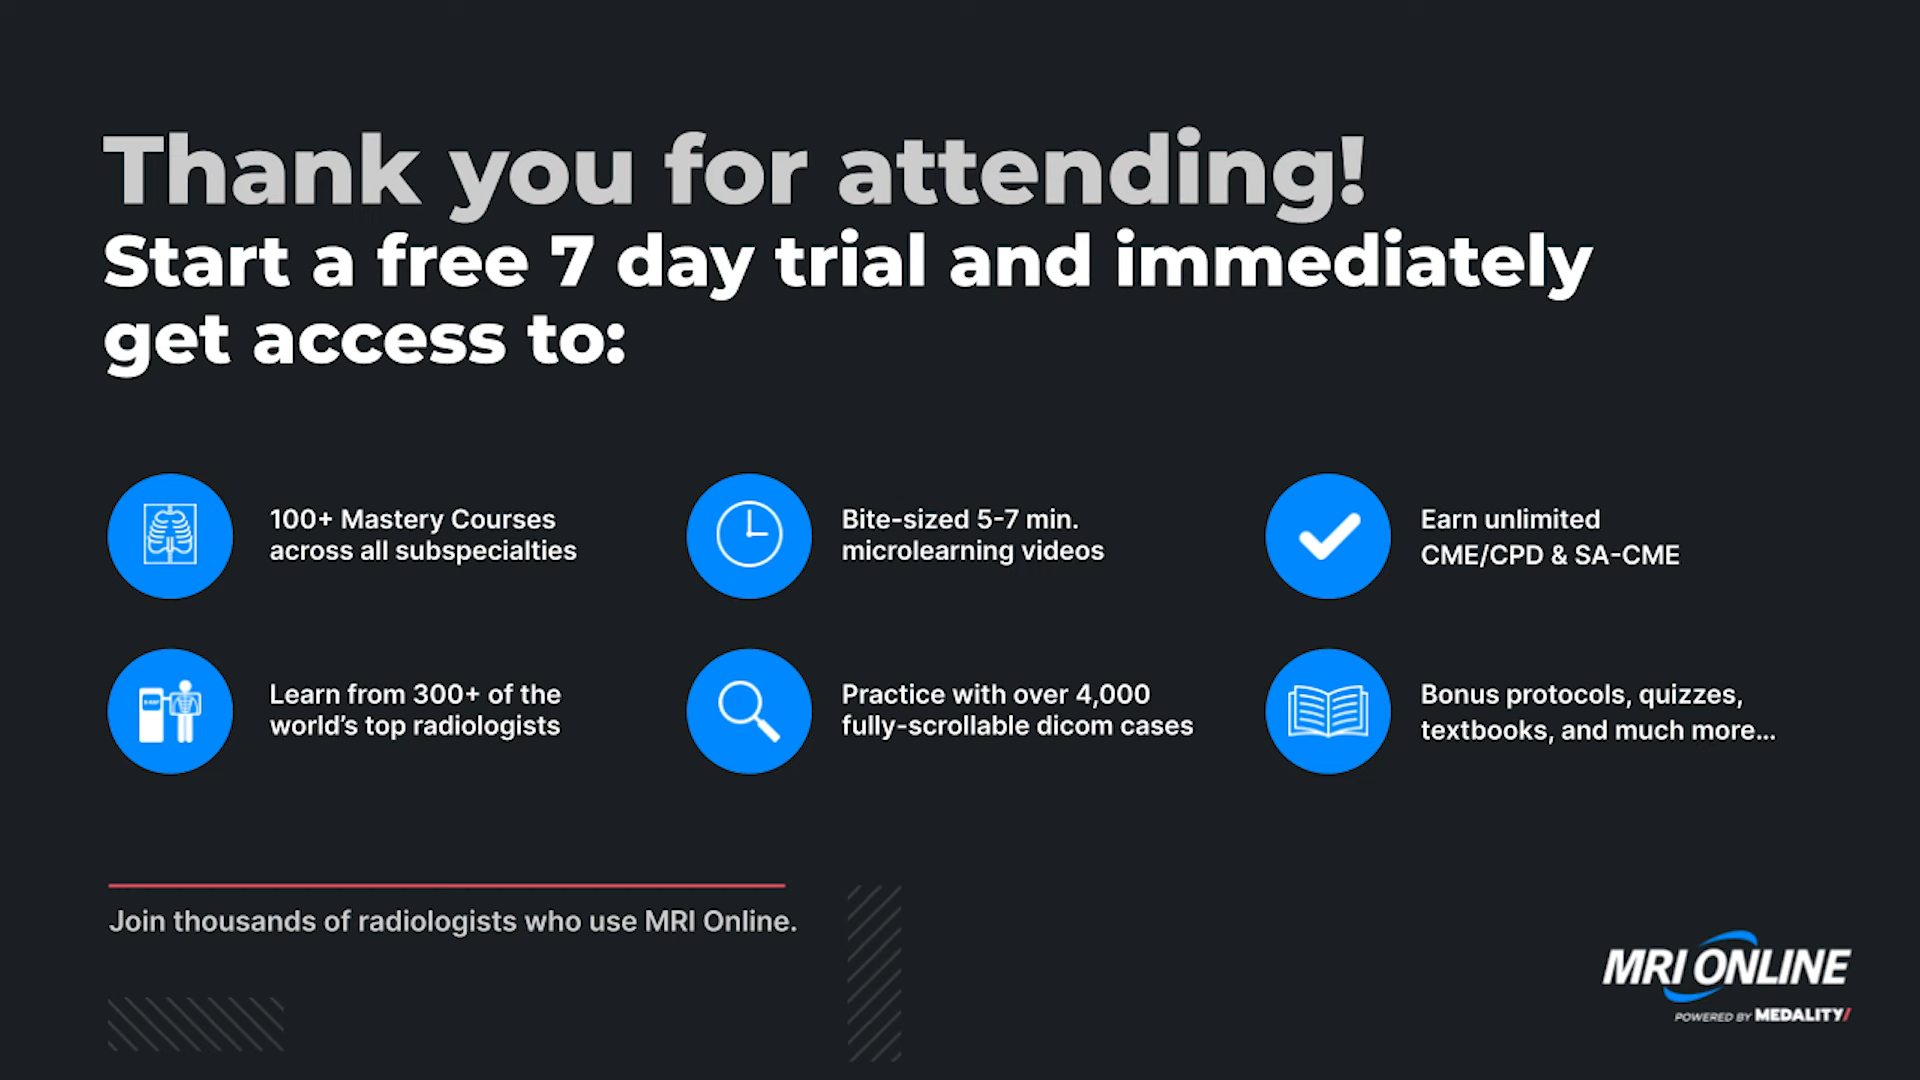 Thank you for attending!
Start a free 7 day trial and immediately
get access to:
100+ Mastery Courses
across all subspecialties
Bite-sized 5-7 min.
microlearning videos
Earn unlimited
CME/CPD & SA-CME
Learn from 300+ of the
world’s top radiologists
Practice with over 4,000
fully-scrollable dicom cases
Bonus protocols, quizzes,
textbooks, and much more...
Join thousands of radiologists who use MRI Online.
MRI ONLINE
POWERED BY MEDALITY/